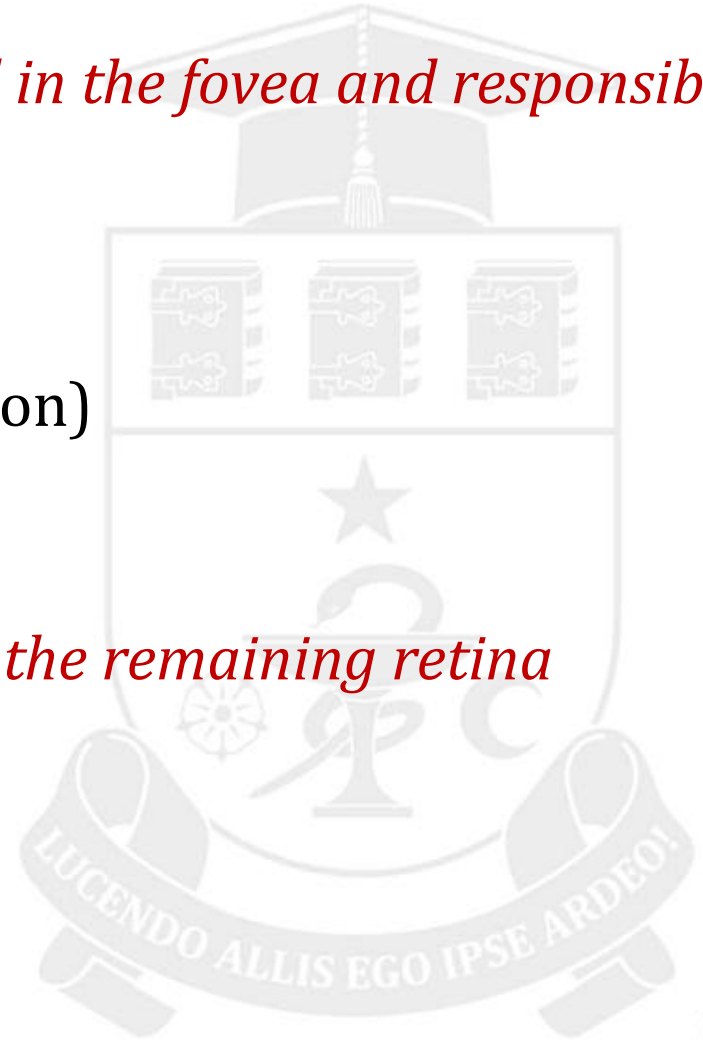 in the fovea and responsib
on)
the remaining retina
LUCENDO ALLIS EGO IPSE ARDEO!